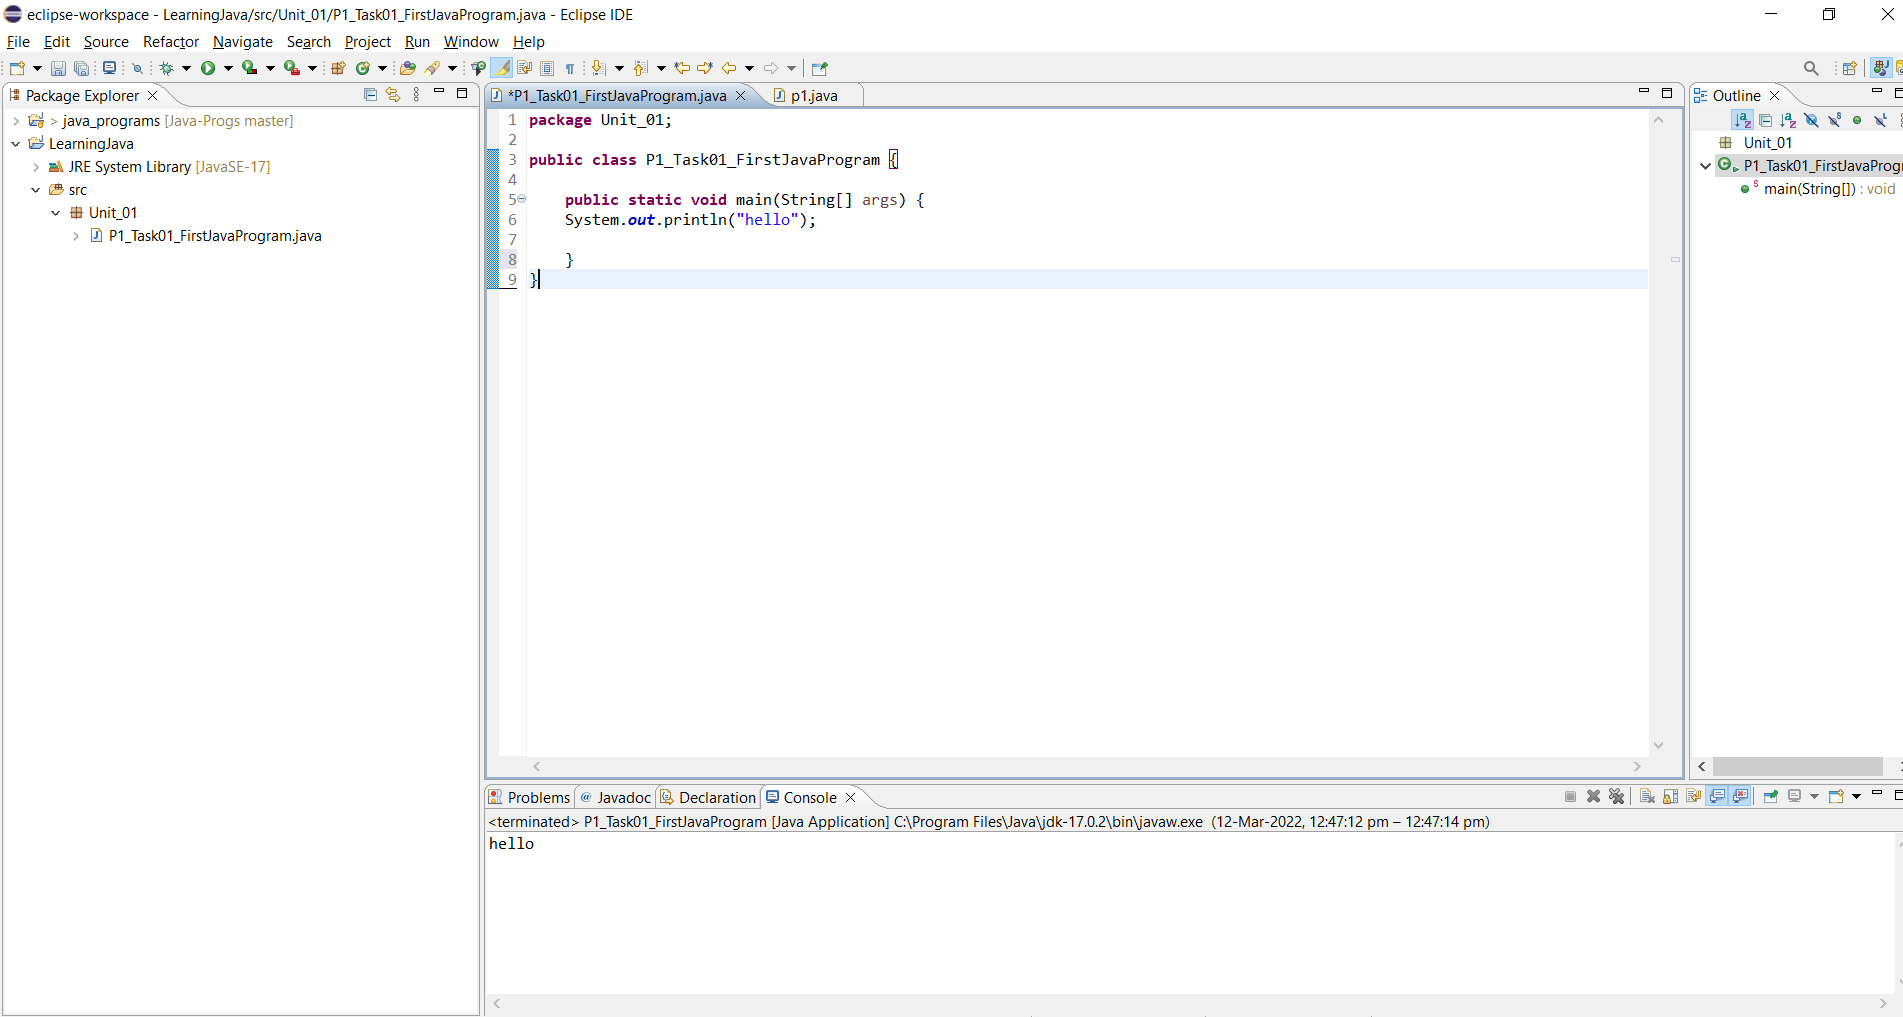 eclipse-workspace - LearningJava/src/Unit_01/P1_Task01_FirstJavaProgram.java - Eclipse IDE
File Edit Source Refactor Navigate Search Project Run Window Help
Package Explorer
> java_programs [Java-Progs master]
LearningJava
JRE System Library [JavaSE-17]
src
Unit_01
P1_Task01_FirstJavaProgram.java
*P1_Task01_FirstJavaProgram.java
p1.java
1 package Unit_01;
2
3 public class P1_Task01_FirstJavaProgram {
4
5 public static void main(String[] args) {
6 System.out.println("hello");
7
8 }
9 }
Outline
Unit_01
P1_Task01_FirstJavaProgr
main(String[]) : void
Problems @ Javadoc Declaration Console
<terminated> P1_Task01_FirstJavaProgram [Java Application] C:\Program Files\Java\jdk-17.0.2\bin\javaw.exe (12-Mar-2022, 12:47:12 pm – 12:47:14 pm)
hello